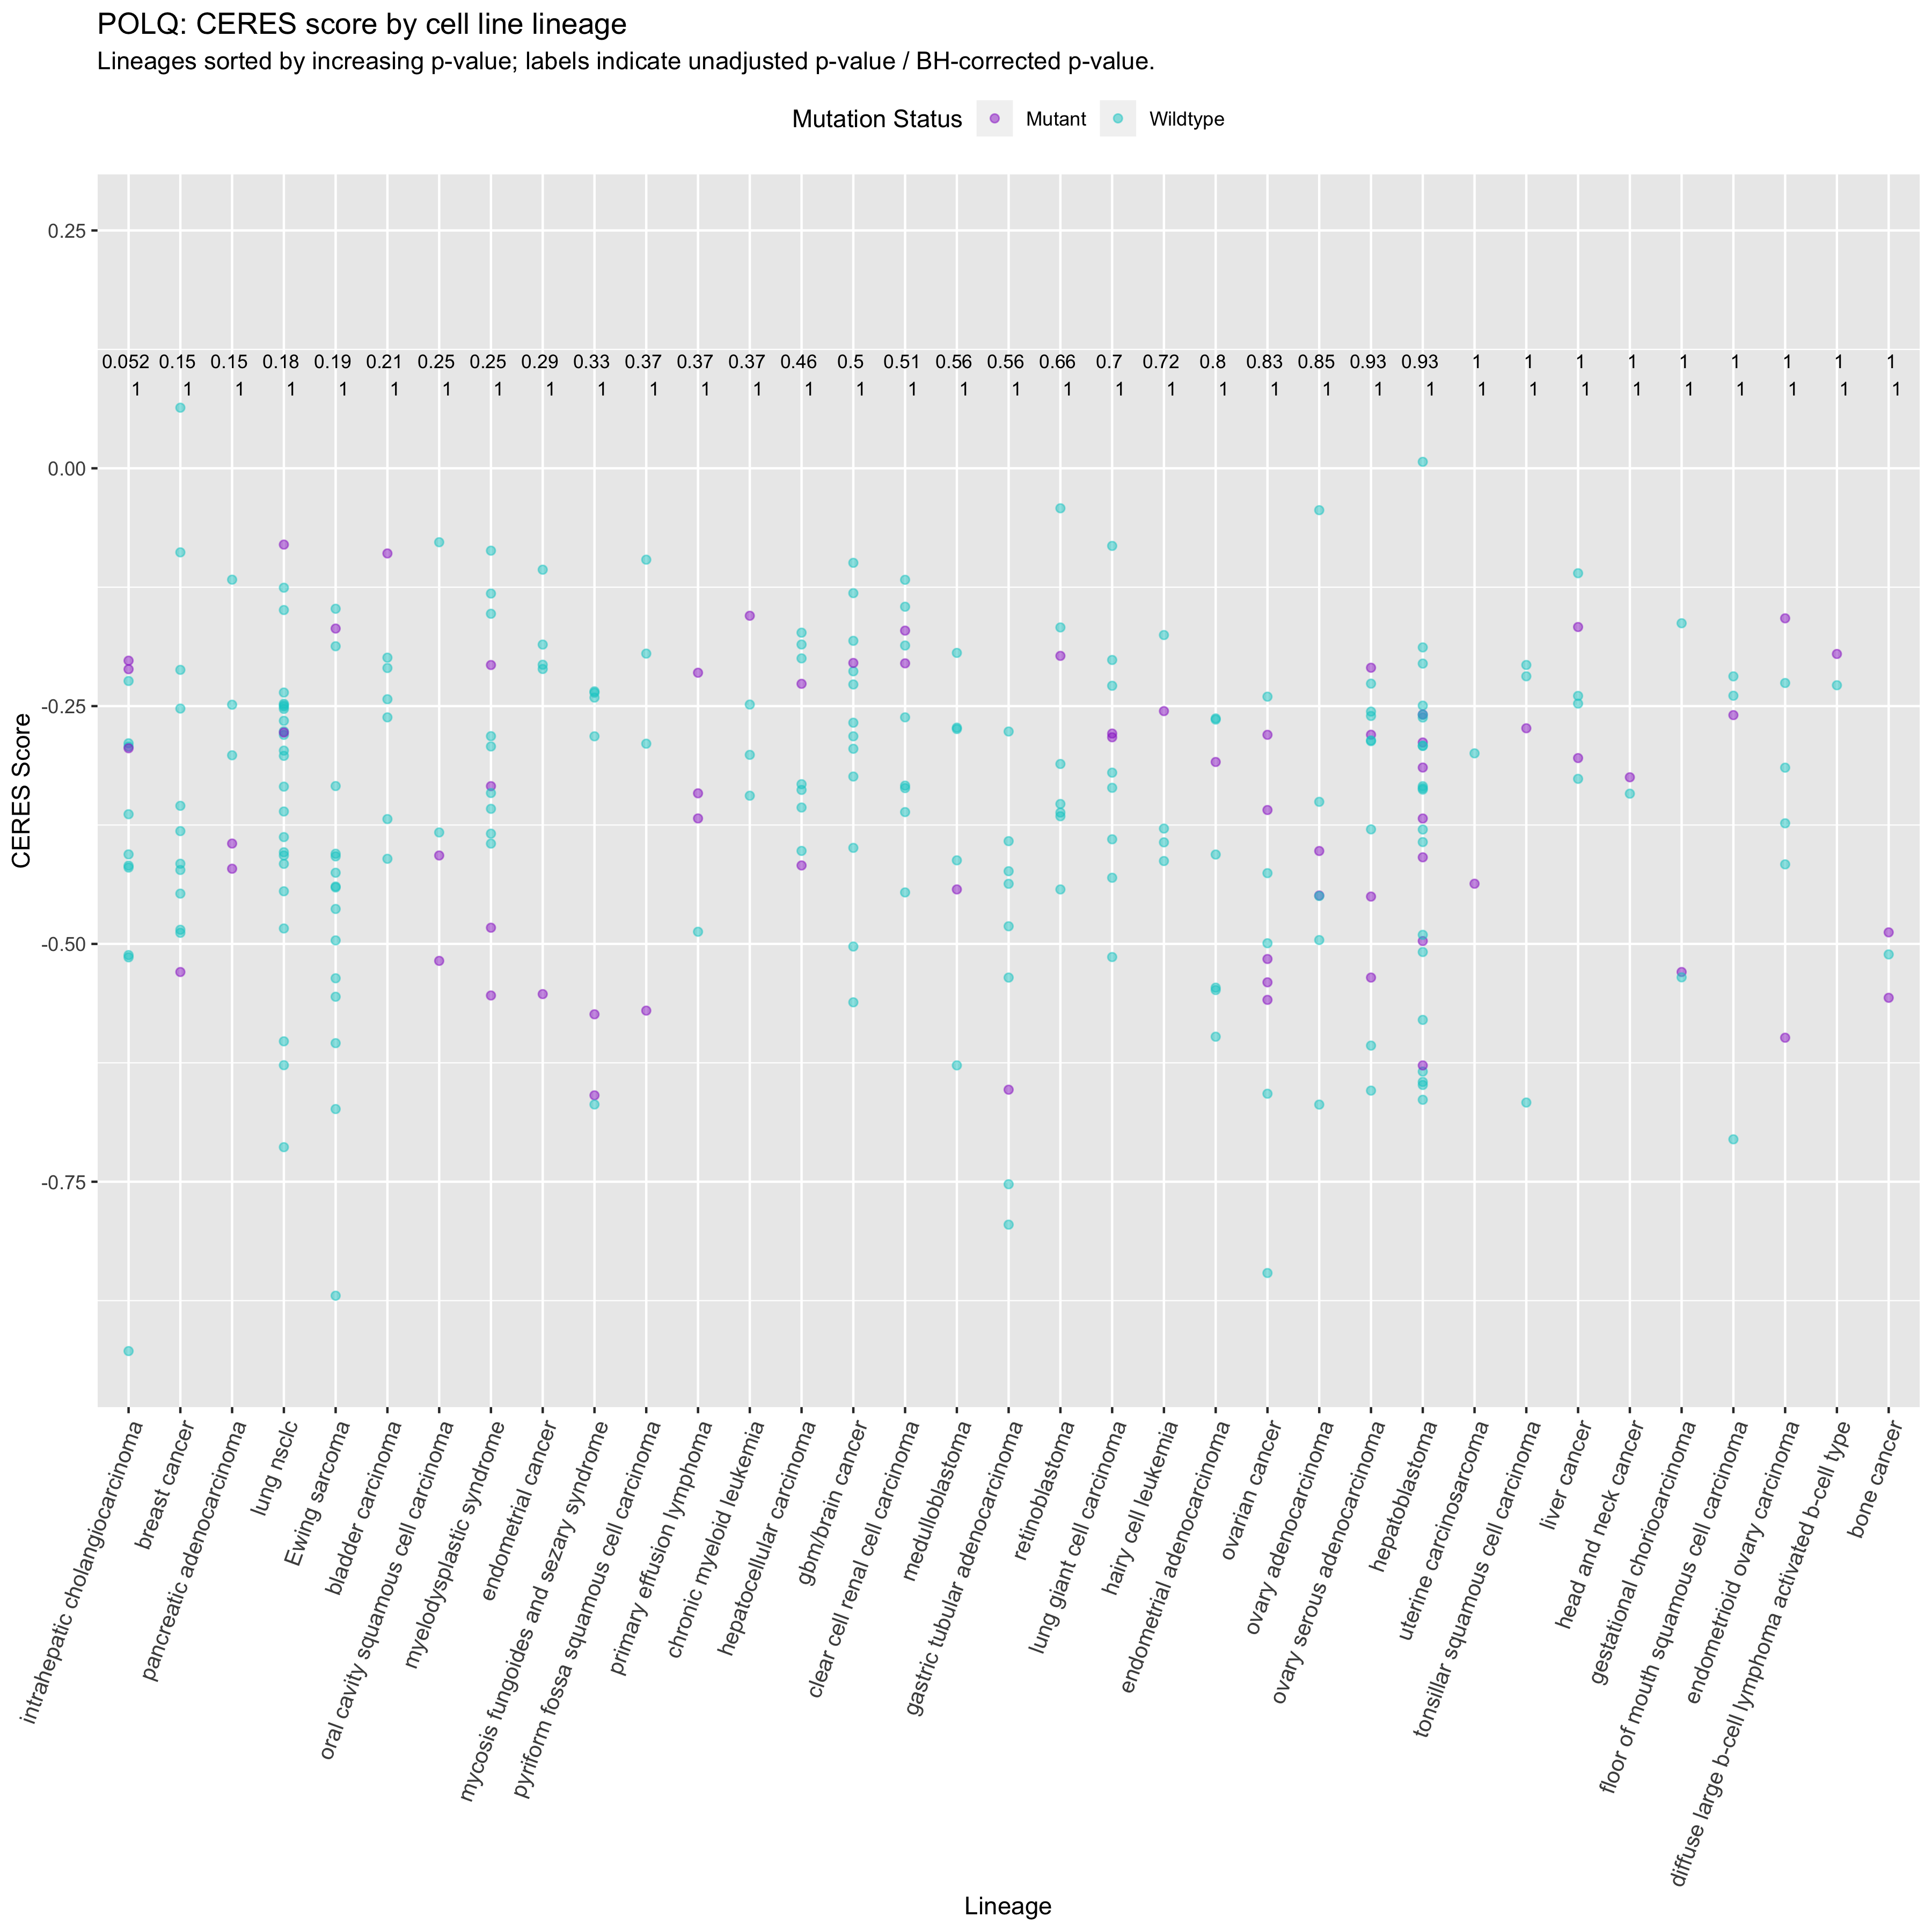 POLQ: CERES score by cell line lineage
Lineages sorted by increasing p-value; labels indicate unadjusted p-value / BH-corrected p-value.
Mutation Status Mutant Wildtype
0.25
0.052 0.15 0.15 0.18 0.19 0.21 0.25 0.25 0.29 0.33 0.37 0.37 0.37 0.46 0.5 0.51 0.56 0.56 0.66 0.7 0.72 0.8 0.83 0.85 0.93 0.93 1 1 1 1 1 1 1 1 1
1 1 1 1 1 1 1 1 1 1 1 1 1 1 1 1 1 1 1 1 1 1 1 1 1 1 1 1 1 1 1 1 1 1 1
0.00
-0.25
-0.50
-0.75
CERES Score
intrahepatic cholangiocarcinoma
breast cancer
pancreatic adenocarcinoma
lung nsclc
Ewing sarcoma
bladder carcinoma
oral cavity squamous cell carcinoma
myelodysplastic syndrome
endometrial cancer
mycosis fungoides and sezary syndrome
pyriform fossa squamous cell carcinoma
primary effusion lymphoma
chronic myeloid leukemia
hepatocellular carcinoma
gbm/brain cancer
clear cell renal cell carcinoma
medulloblastoma
gastric tubular adenocarcinoma
retinoblastoma
lung giant cell carcinoma
hairy cell leukemia
endometrial adenocarcinoma
ovarian cancer
ovary adenocarcinoma
ovary serous adenocarcinoma
hepatoblastoma
uterine carcinosarcoma
tonsillar squamous cell carcinoma
liver cancer
head and neck cancer
gestational choriocarcinoma
floor of mouth squamous cell carcinoma
endometrioid ovary carcinoma
diffuse large b-cell lymphoma activated b-cell type
bone cancer
Lineage